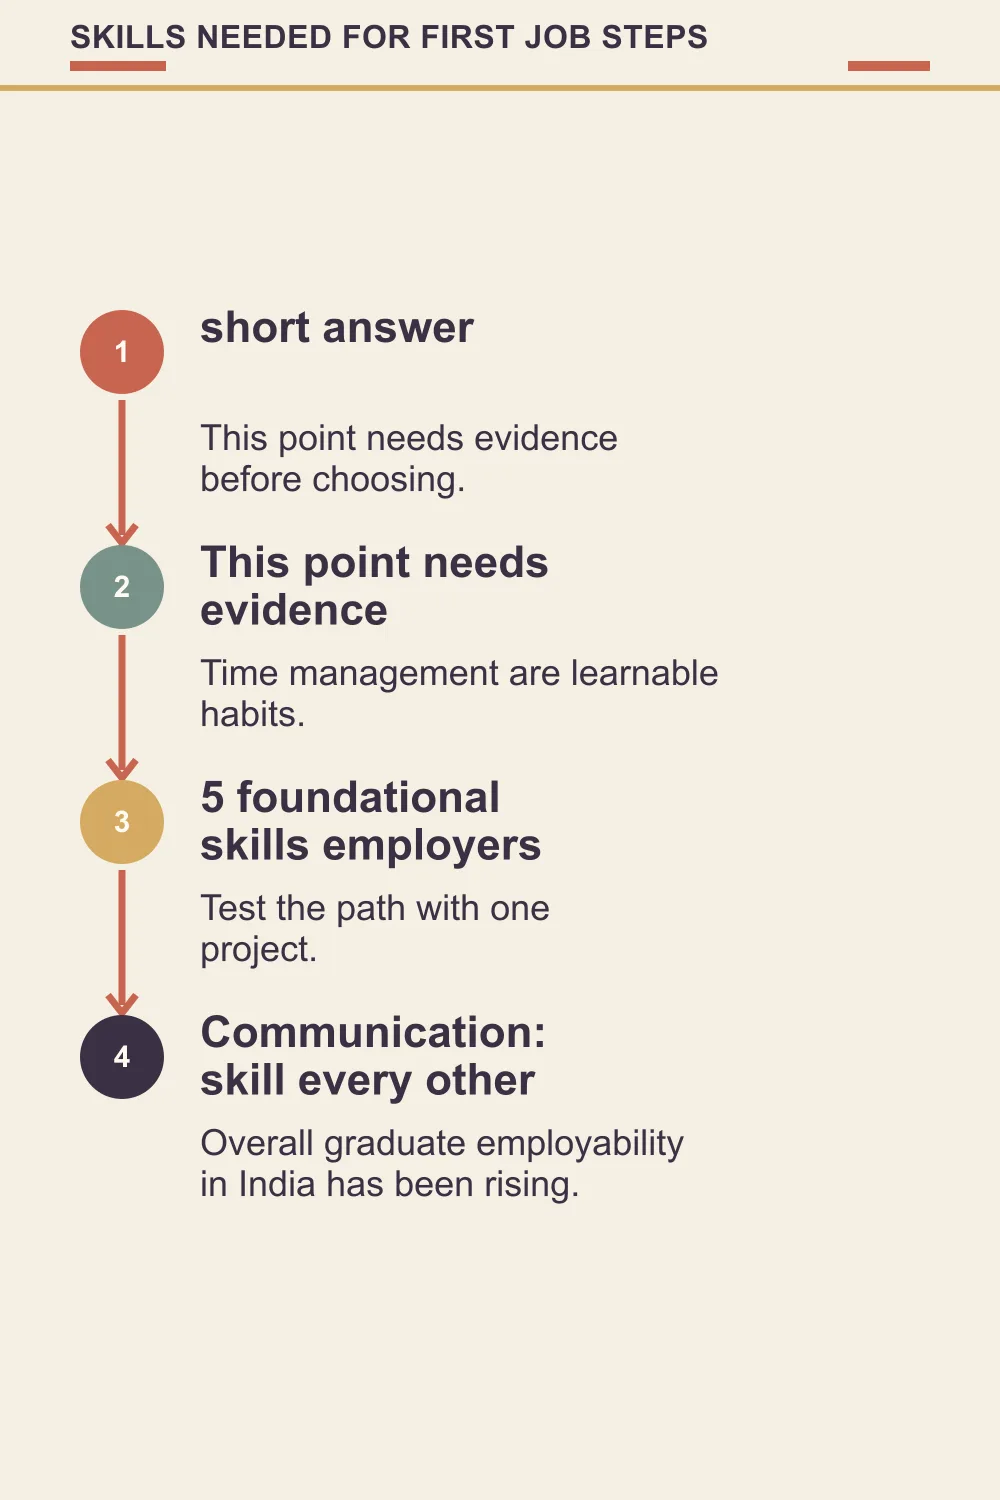 SKILLS NEEDED FOR FIRST JOB STEPS
1
short answer
This point needs evidence
before choosing.
2
This point needs
evidence
Time management are learnable
habits.
3
5 foundational
skills employers
Test the path with one
project.
4
Communication:
skill every other
Overall graduate employability
in India has been rising.